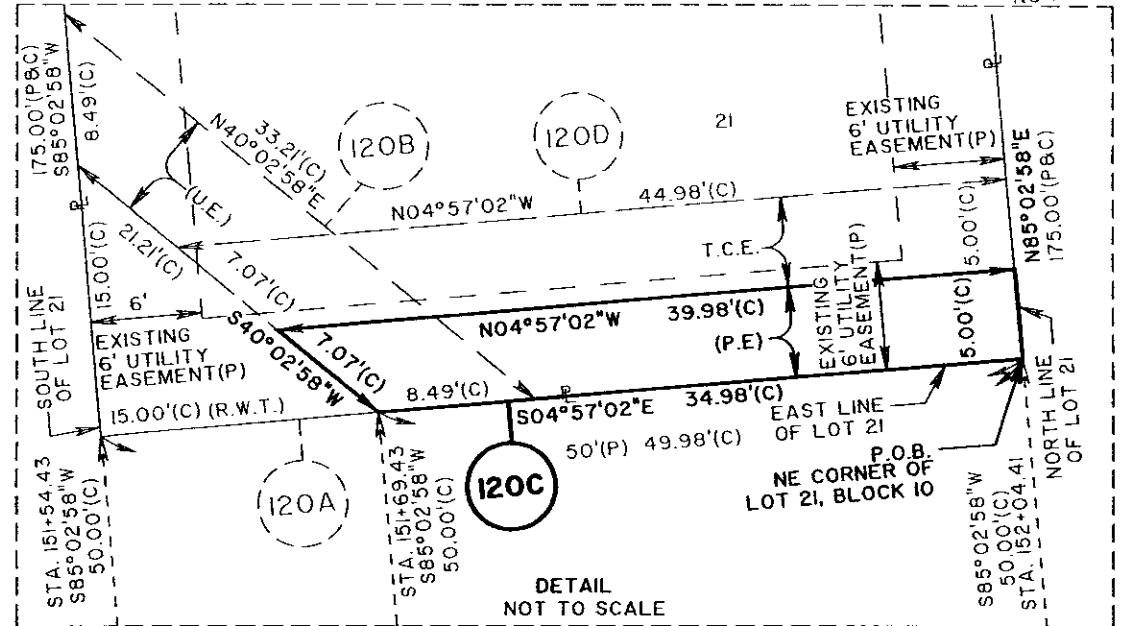 175.00'(P&C)
S85°02'58"W
8.49'(C)
33.21'(C)
N40°02'58"E
(U.E.)
120B
120D
21
EXISTING
6' UTILITY
EASEMENT(P)
N85°02'58"E
175.00'(P&C)
N04°57'02"W 44.98'(C)
T.C.E.
5.00'(C)
21.21'(C)
7.07'(C)
15.00'(C)
6'
SOUTH LINE
OF LOT 21
EXISTING
6' UTILITY
EASEMENT(P)
S40°02'58"W
7.07'(C)
N04°57'02"W 39.98'(C)
(P.E)
EXISTING
6' UTILITY
EASEMENT(P)
5.00'(C)
15.00'(C) (R.W.T.)
8.49'(C)
S04°57'02"E 34.98'(C)
EAST LINE
OF LOT 21
50'(P) 49.98'(C)
P.O.B.
NE CORNER OF
LOT 21, BLOCK 10
NORTH LINE
OF LOT 21
120A
120C
STA. 151+54.43
S85°02'58"W
50.00'(C)
STA. 151+69.43
S85°02'58"W
50.00'(C)
S85°02'58"W
50.00'(C)
STA. 152+04.41
DETAIL
NOT TO SCALE